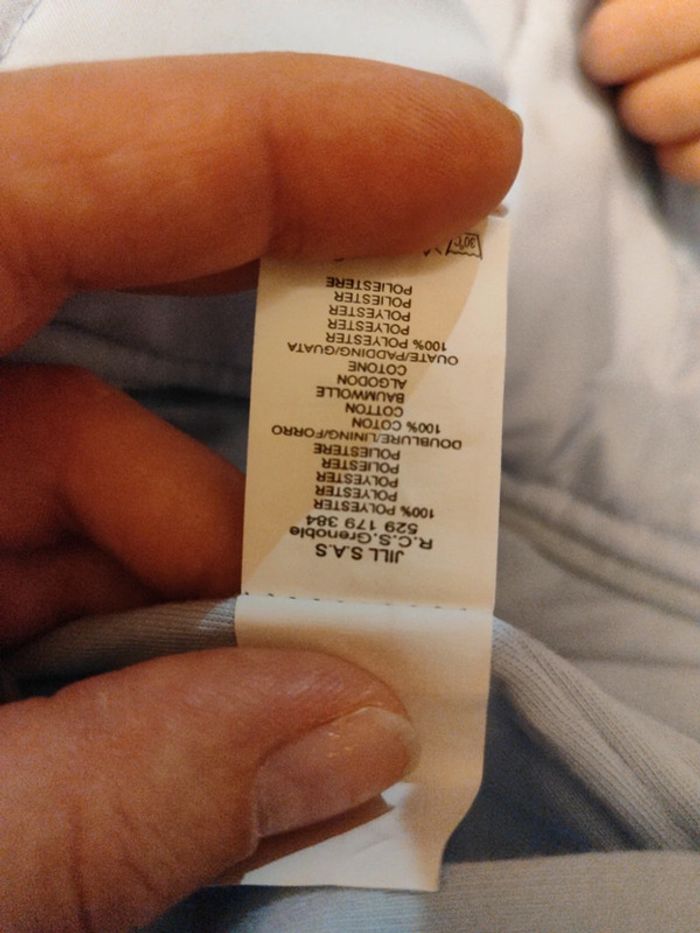 JILL S.A.S
R.C.S.Grenoble
529 179 384
100% POLYESTER
POLYESTER
POLYESTER
POLIESTER
POLIESTERE
DOUBLURE/LINING/FORRO
100% COTON
COTTON
BAUMWOLLE
ALGODON
COTONE
OUATE/PADDING/GUATA
100% POLYESTER
POLYESTER
POLYESTER
POLIESTER
POLIESTERE
30°C